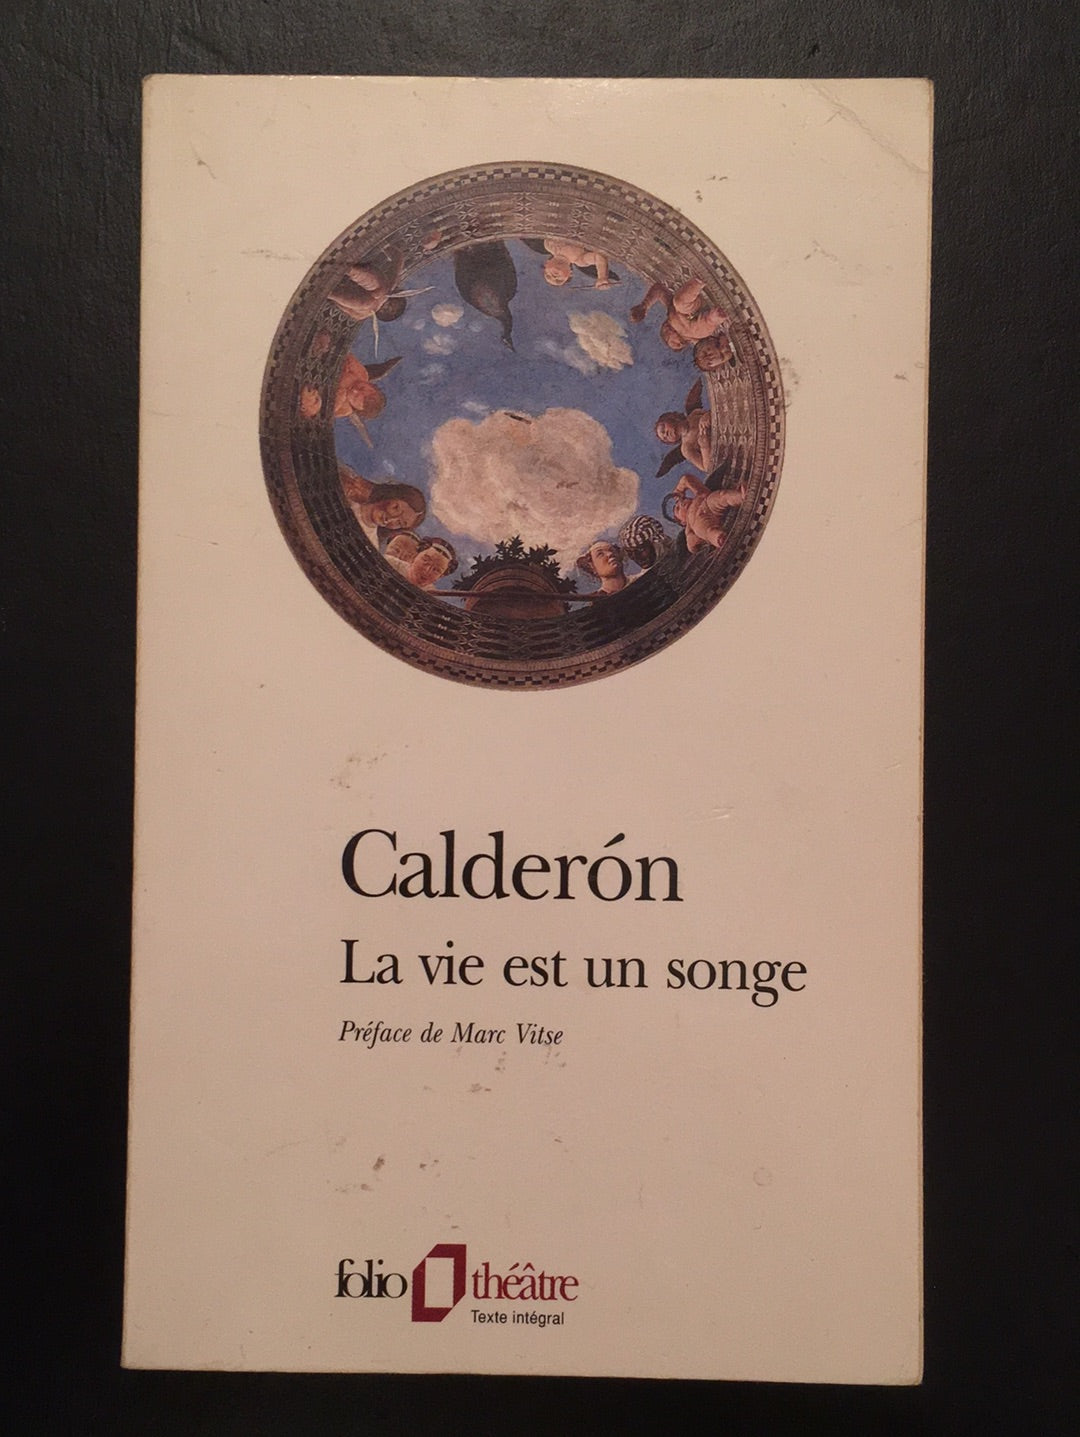 Calderón
La vie est un songe
Préface de Marc Vitse
folio théâtre
Texte intégral